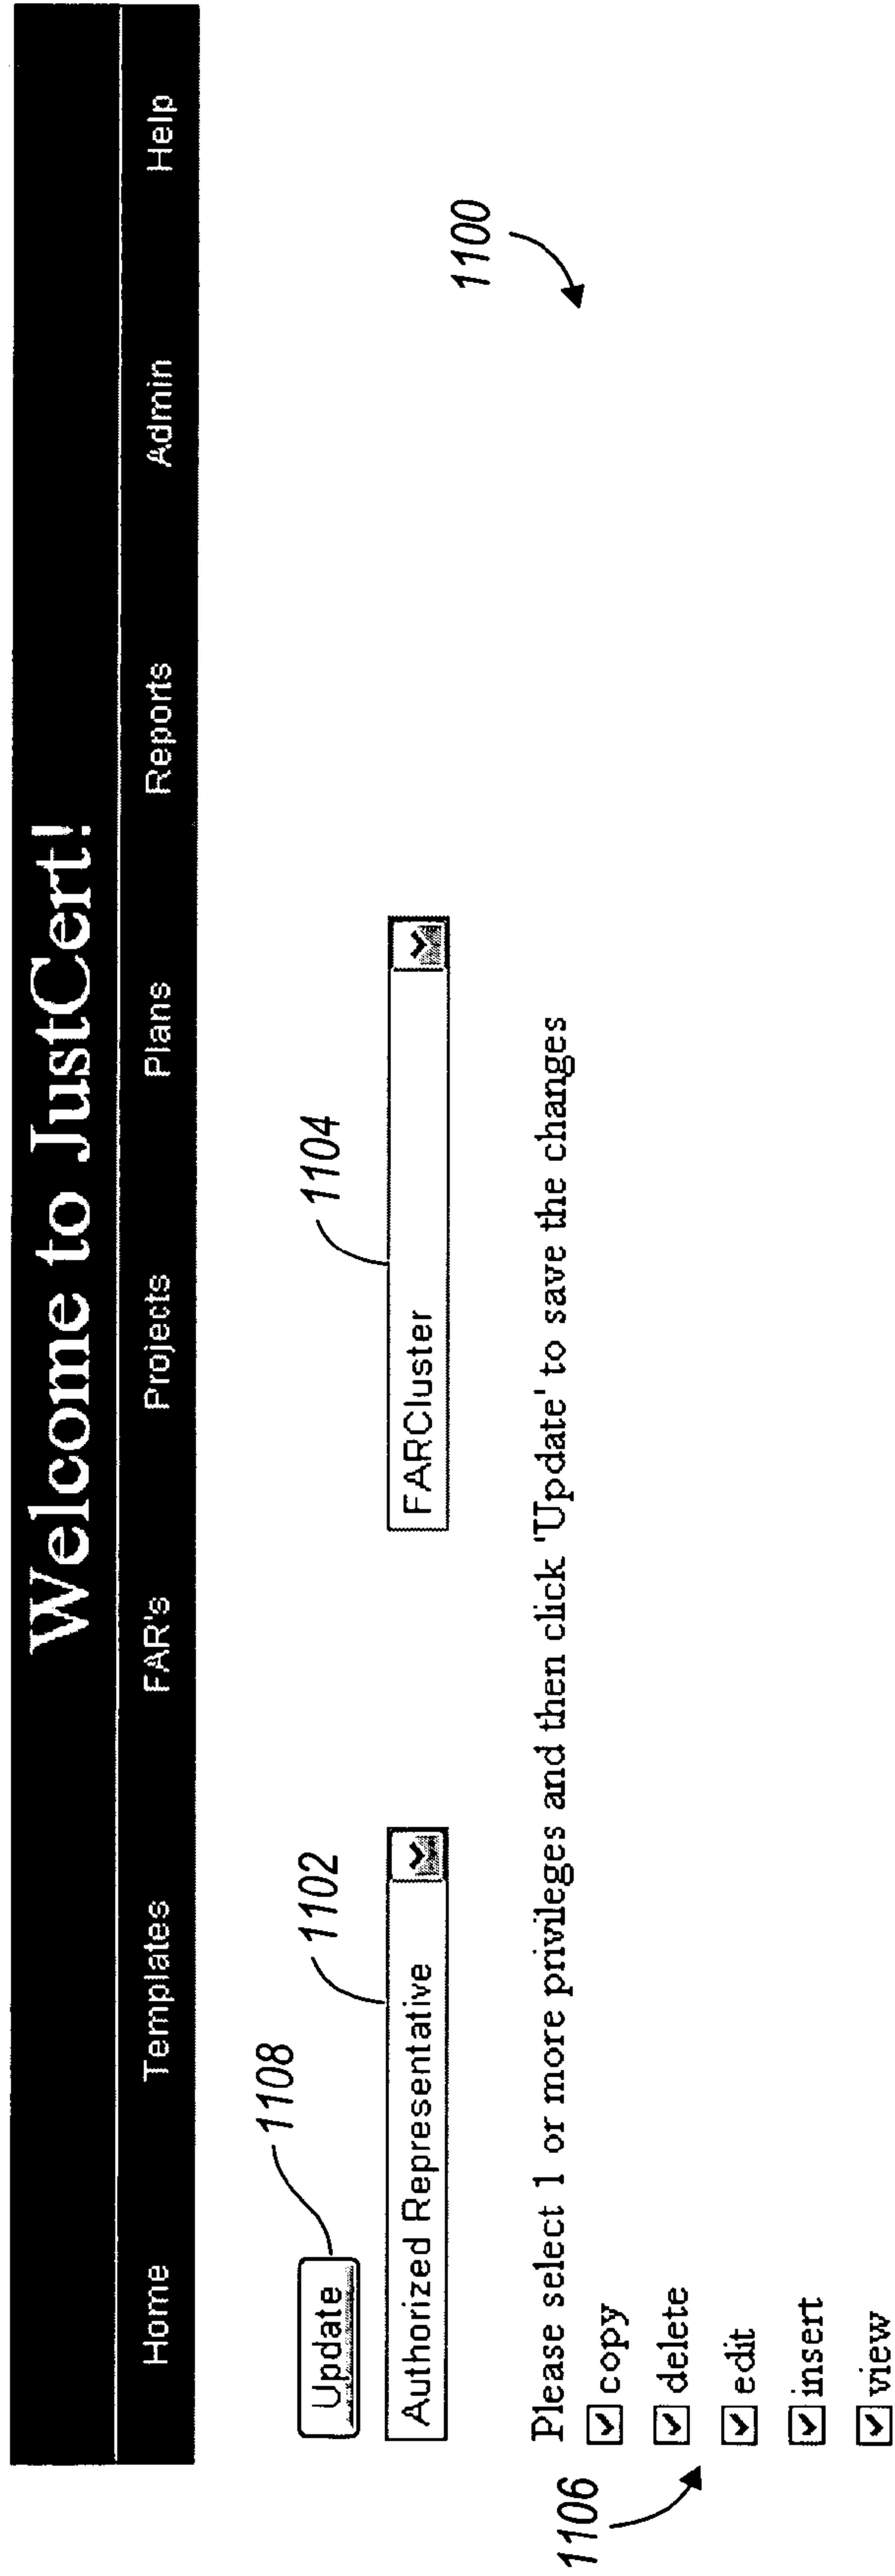 Welcome to JustCert!
Home Templates FAR's Projects Plans Reports Admin Help
1108
Update
1102
1104
Authorized Representative FARCluster
1100
Please select 1 or more privileges and then click 'Update' to save the changes
1106
copy
delete
edit
insert
view